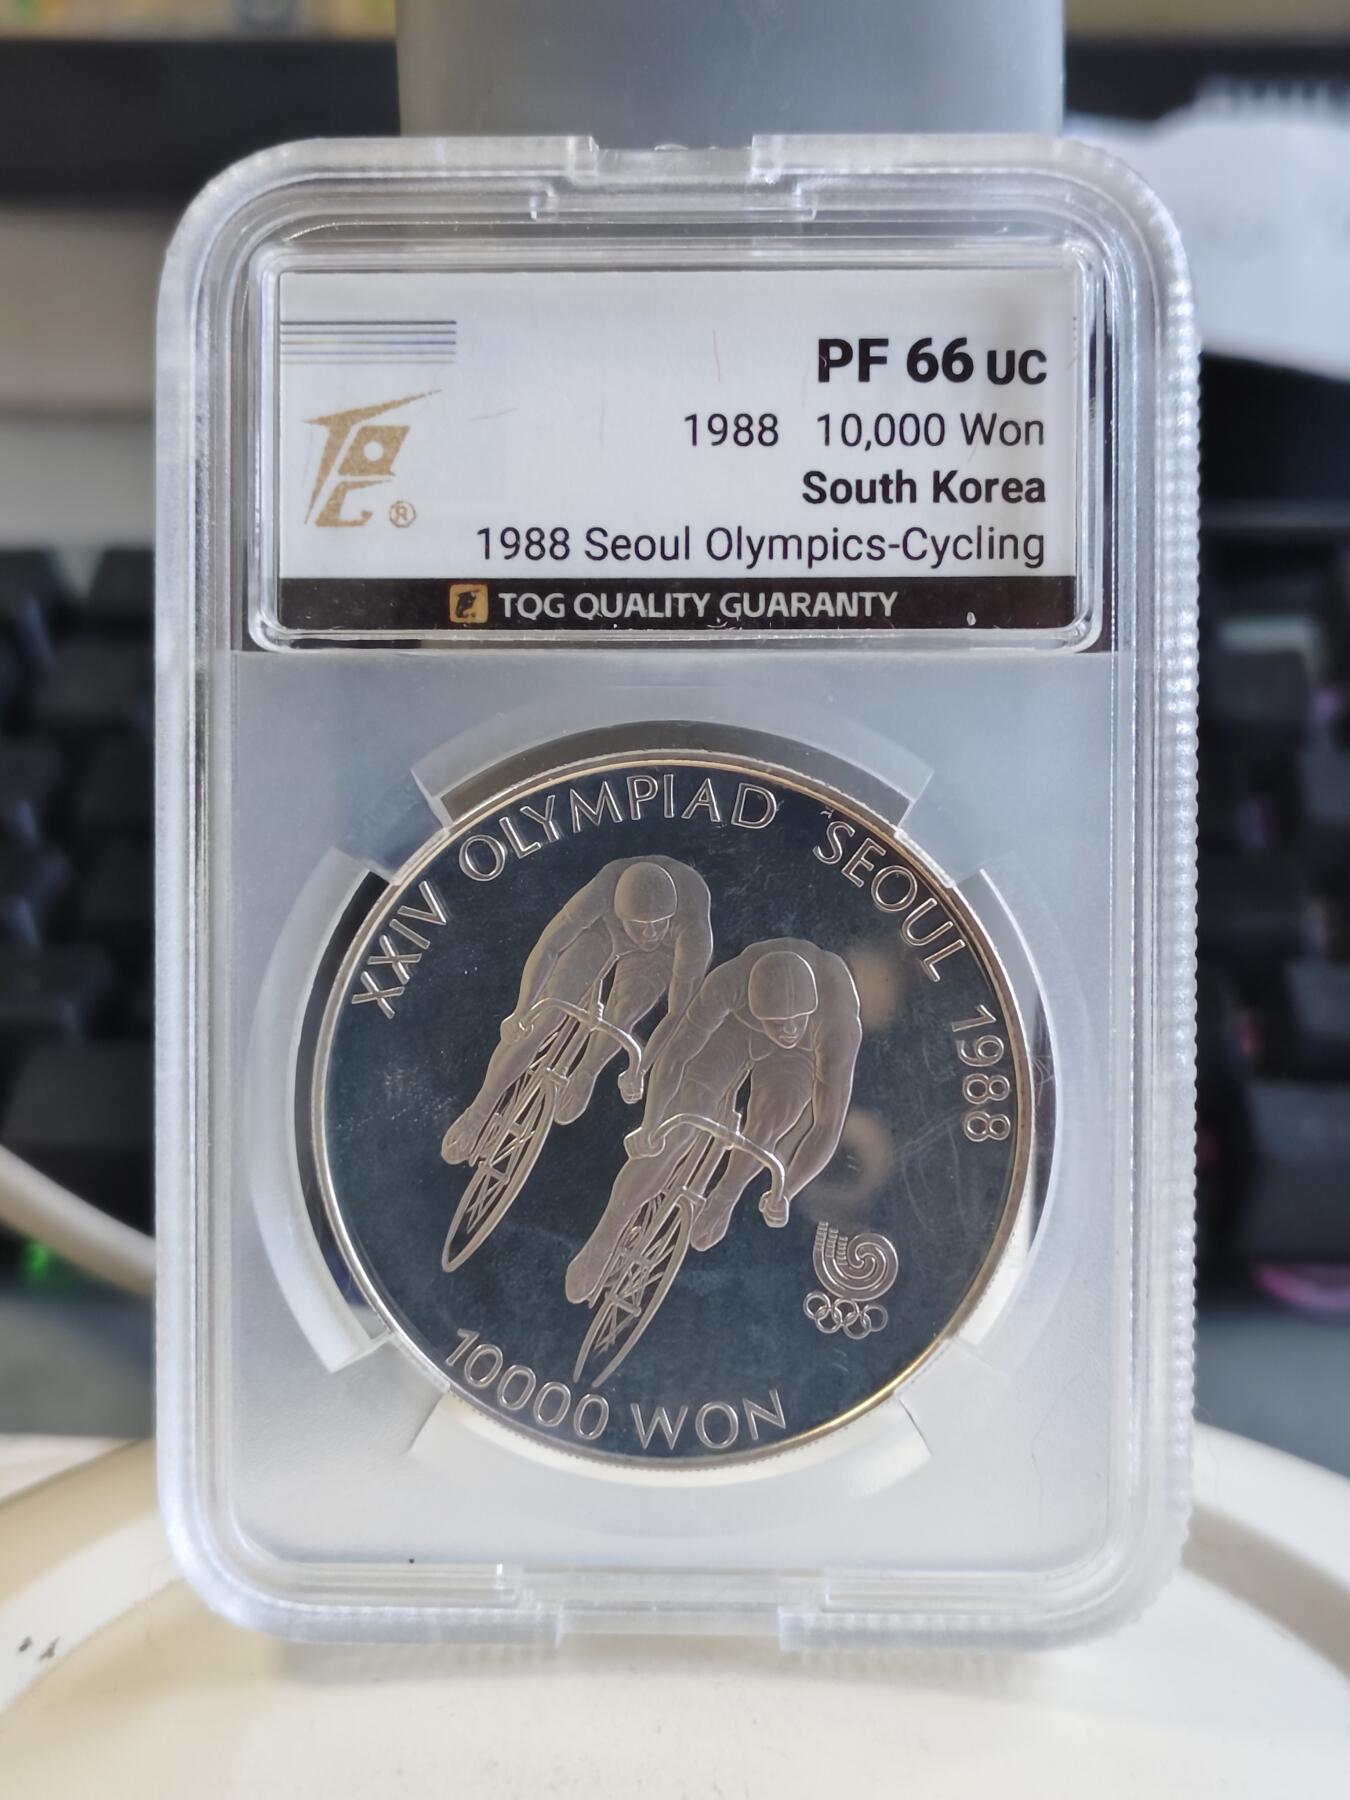 PF 66 UC
1988 10,000 Won
South Korea
1988 Seoul Olympics-Cycling
®
TQG QUALITY GUARANTY
XXIV OLYMPIAD SEOUL 1988
10000 WON